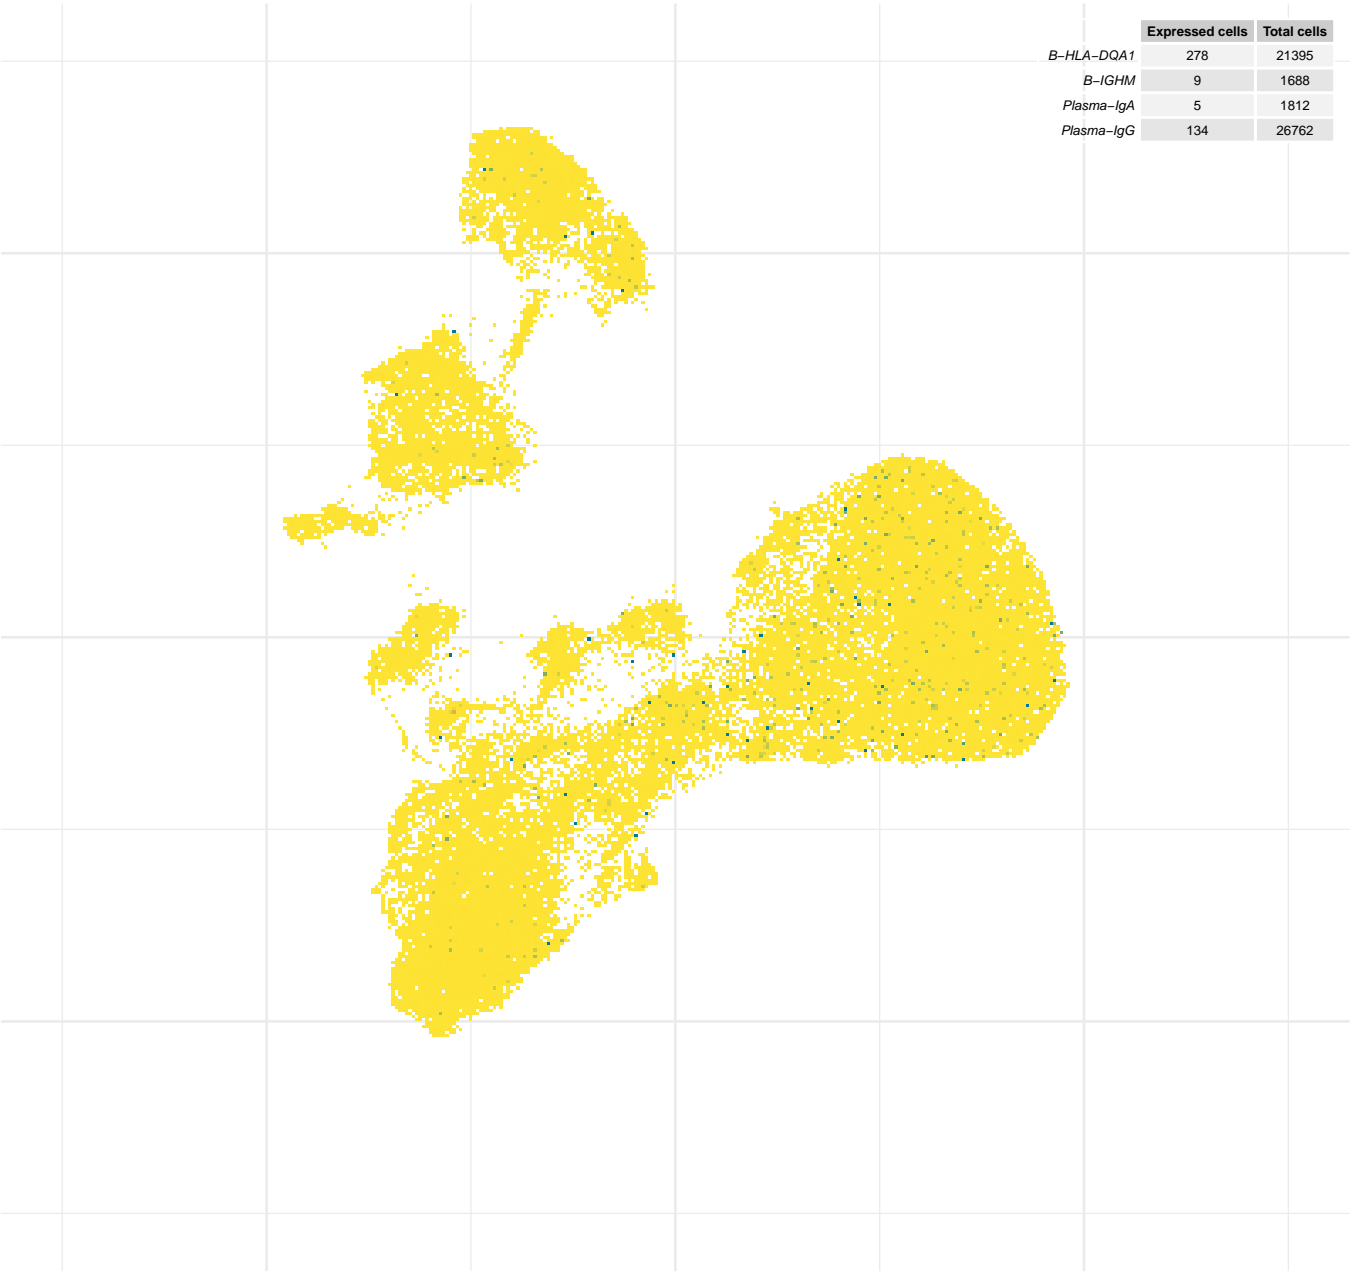 Expressed cells Total cells
B−HLA−DQA1 278 21395
B−IGHM 9 1688
Plasma−IgA 5 1812
Plasma−IgG 134 26762